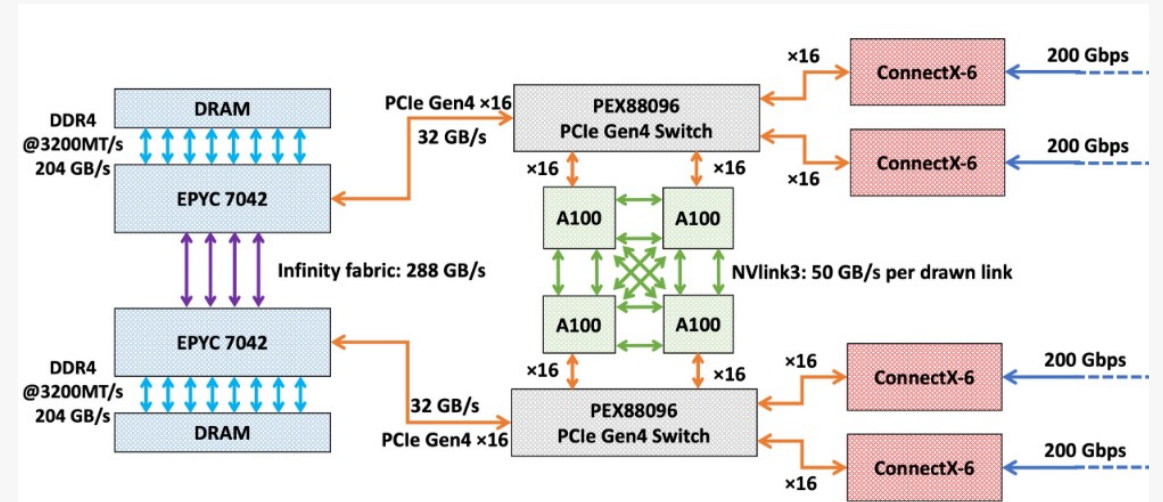 DRAM
DDR4
@3200MT/s
204 GB/s
EPYC 7042
Infinity fabric: 288 GB/s
EPYC 7042
DDR4
@3200MT/s
204 GB/s
DRAM
PCIe Gen4 ×16
32 GB/s
32 GB/s
PCIe Gen4 ×16
PEX88096
PCIe Gen4 Switch
×16
×16
A100
A100
NVlink3: 50 GB/s per drawn link
A100
A100
×16
×16
PEX88096
PCIe Gen4 Switch
×16
ConnectX-6
200 Gbps
×16
ConnectX-6
200 Gbps
×16
ConnectX-6
200 Gbps
×16
ConnectX-6
200 Gbps